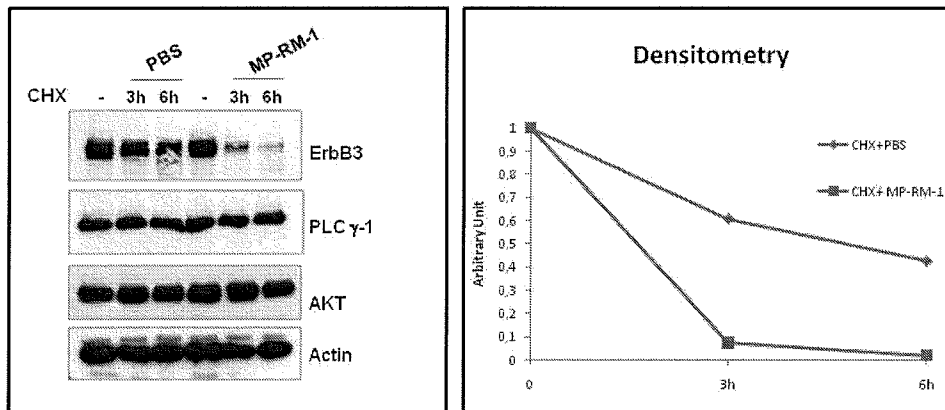 PBS
MP-RM-1
CHX - 3h 6h - 3h 6h
ErbB3
PLC γ-1
AKT
Actin
Densitometry
Arbitrary Unit
1
0,9
0,8
0,7
0,6
0,5
0,4
0,3
0,2
0,1
0
0
3h
6h
CHX+PBS
CHX+ MP-RM-1